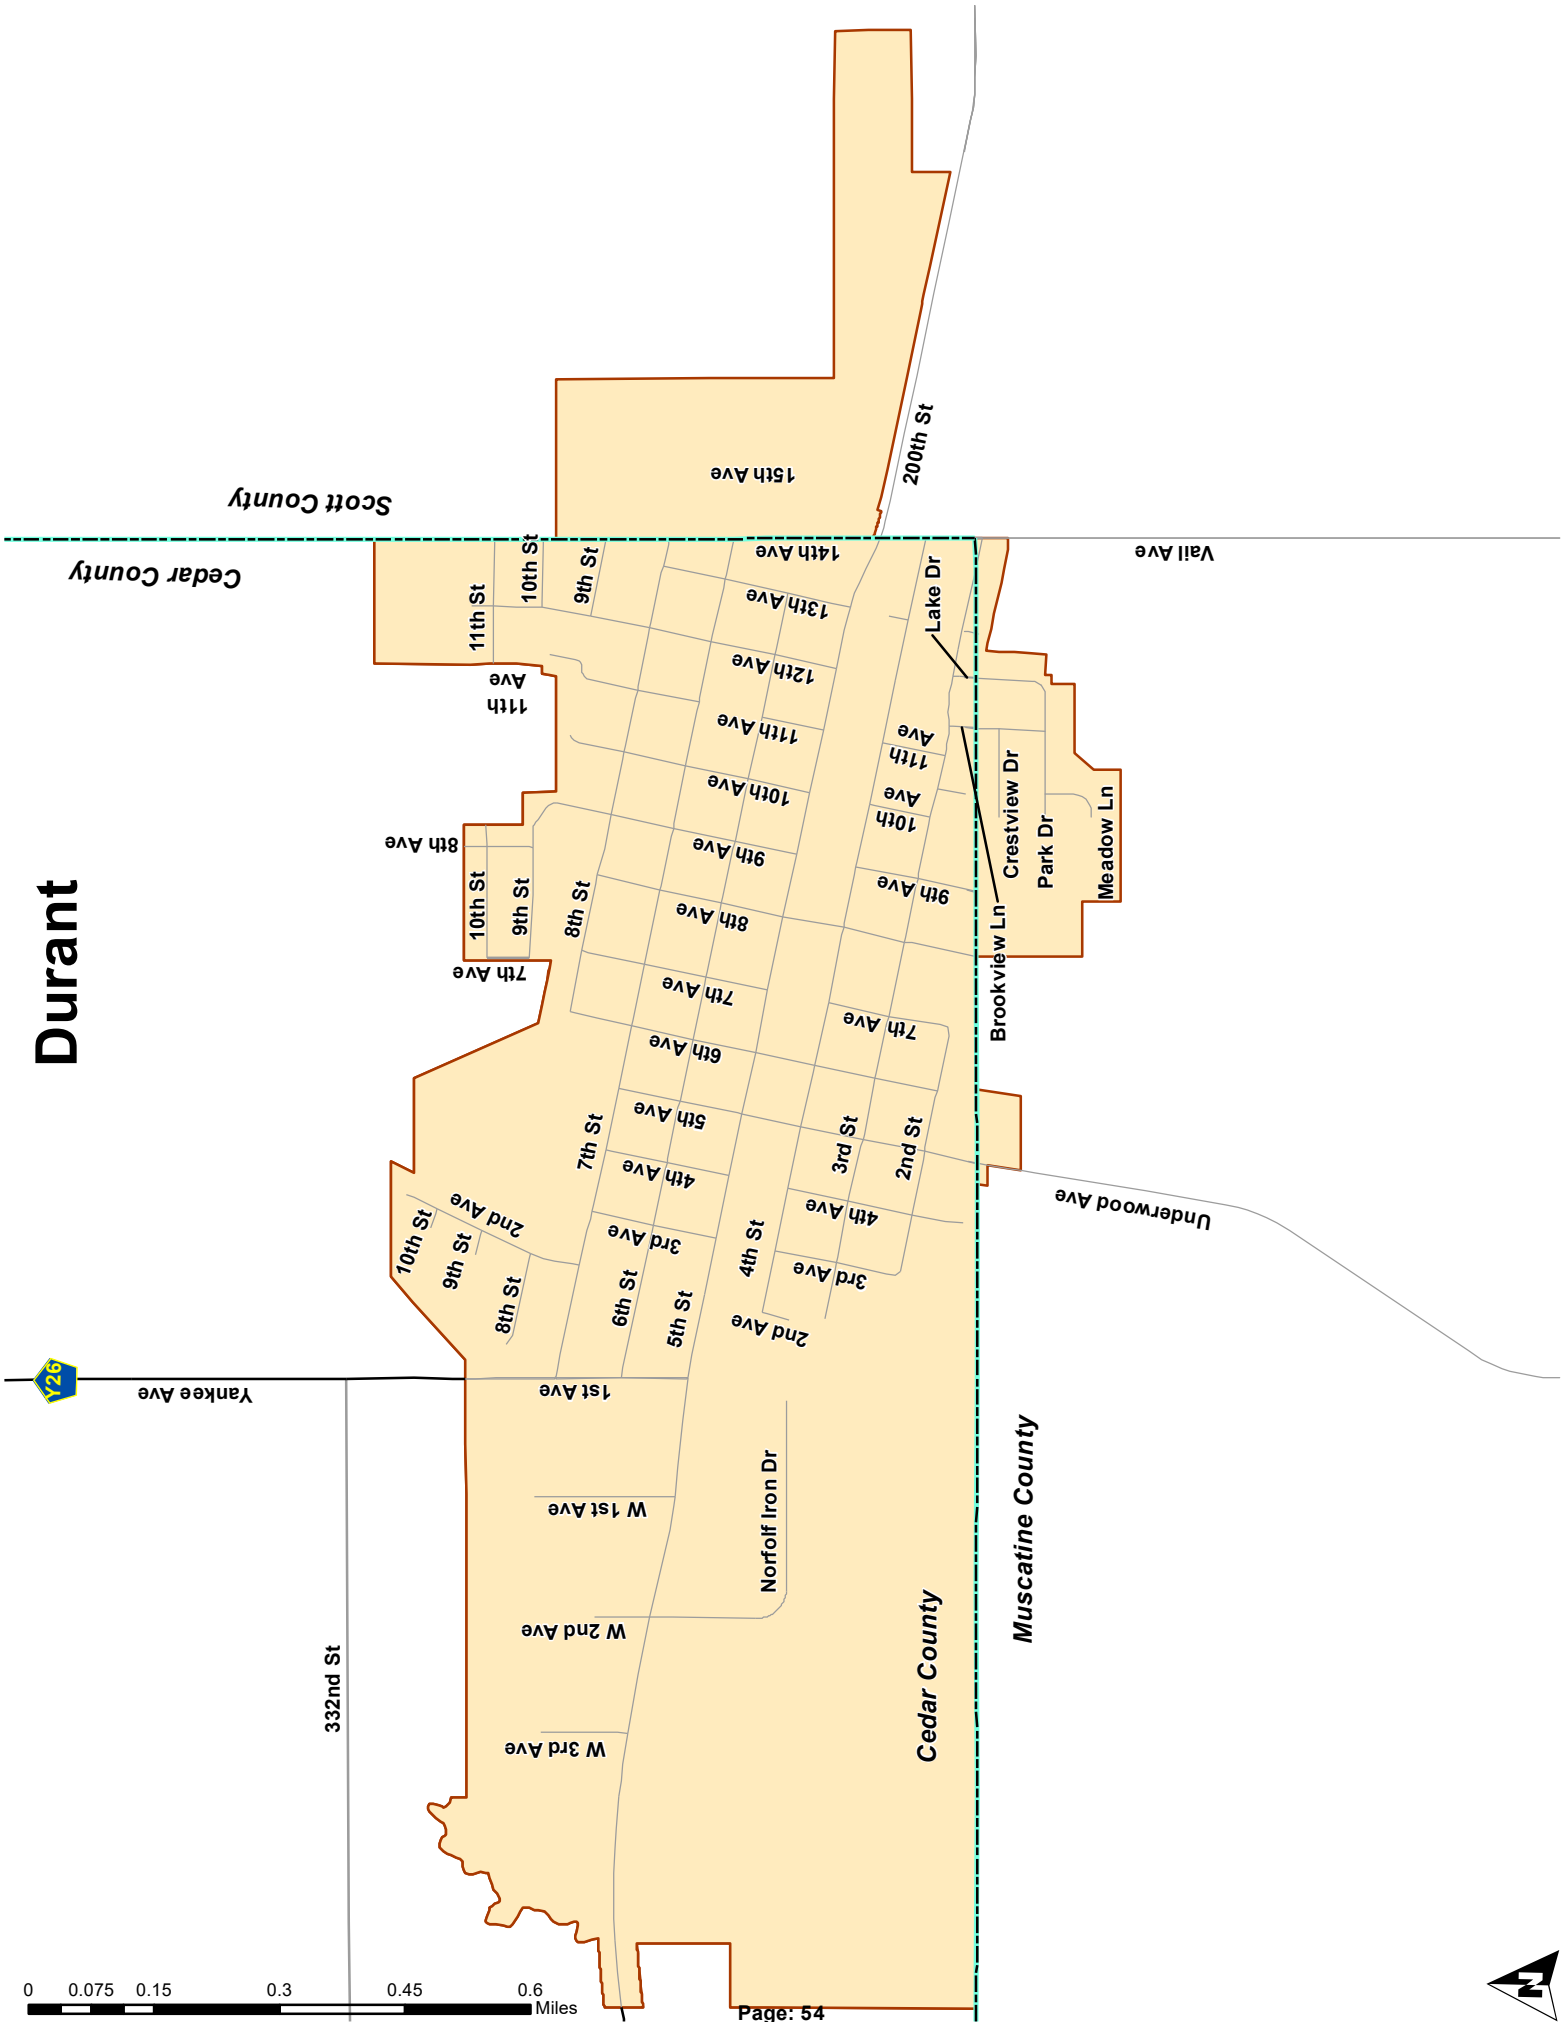 Durant
Scott County
Cedar County
15th Ave
200th St
14th Ave
Vail Ave
10th St
9th St
11th St
13th Ave
Lake Dr
12th Ave
11th
Ave
11th Ave
11th
Ave
10th Ave
10th
Ave
8th Ave
9th Ave
9th Ave
10th St
9th St
8th St
8th Ave
7th Ave
7th Ave
7th Ave
Crestview Dr
Park Dr
Meadow Ln
Brookview Ln
6th Ave
5th Ave
7th St
4th Ave
3rd St
2nd St
4th Ave
Underwood Ave
2nd Ave
10th St
9th St
8th St
3rd Ave
4th St
3rd Ave
6th St
5th St
2nd Ave
Y26
Yankee Ave
1st Ave
W 1st Ave
Norfolf Iron Dr
Muscatine County
W 2nd Ave
332nd St
Cedar County
W 3rd Ave
0 0.075 0.15 0.3 0.45 0.6
Miles
Page: 54
N